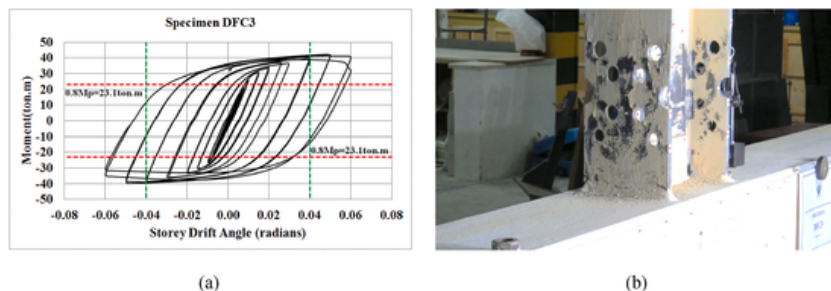 Specimen DFC3
50
40
30
20
10
0
-10
-20
-30
-40
-50
Moment(ton.m)
0.8Mp=23.1ton.m
0.8Mp=23.1ton.m
-0.08 -0.06 -0.04 -0.02 0.00 0.02 0.04 0.06 0.08
Storey Drift Angle (radians)
(a)
(b)